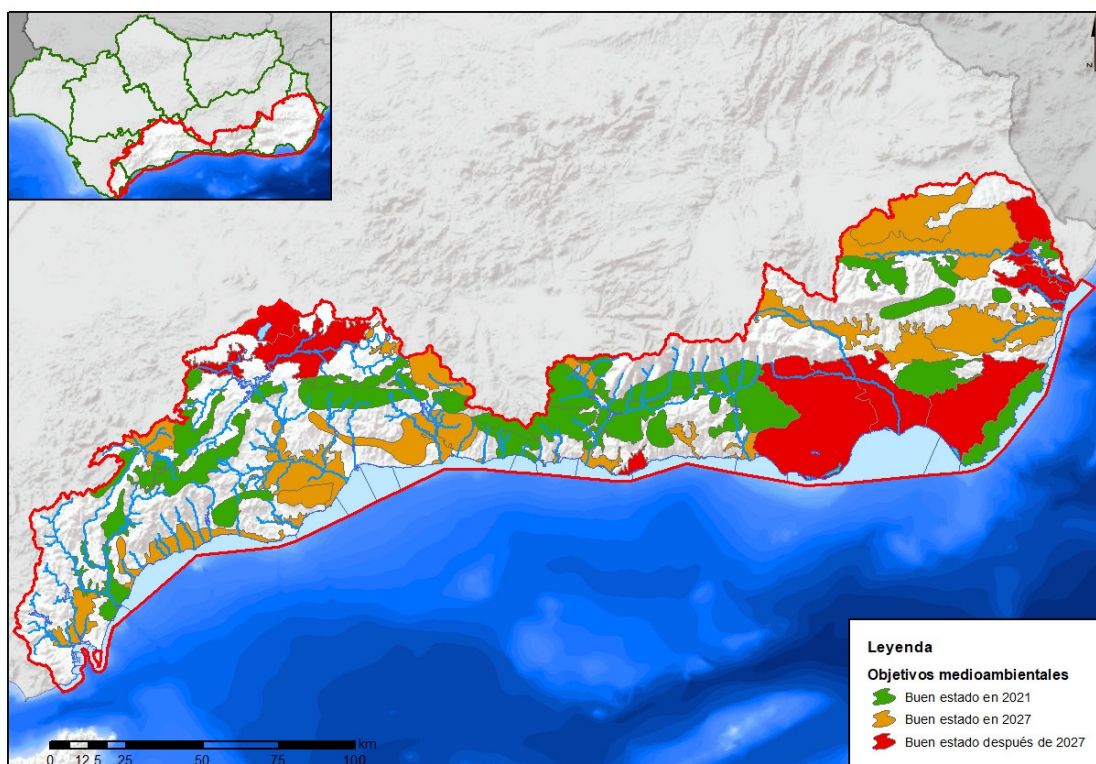 N
Leyenda
Objetivos medioambientales
Buen estado en 2021
Buen estado en 2027
Buen estado después de 2027
km
0 12,5 25 50 75 100